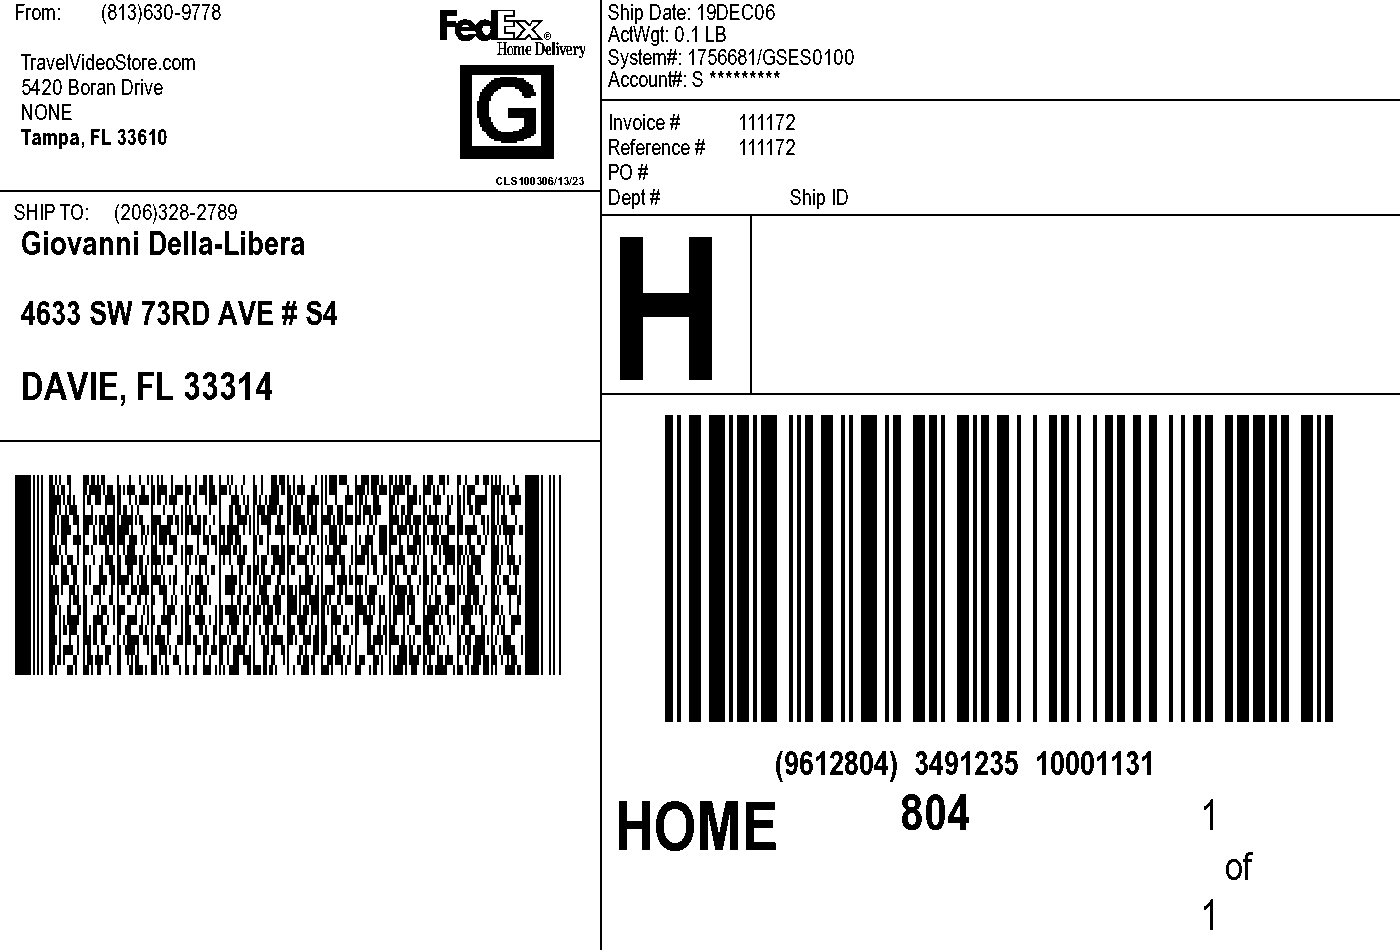 From: (813)630-9778
TravelVideoStore.com
5420 Boran Drive
NONE
Tampa, FL 33610
FedEx®
Home Delivery
G
CLS100306/13/23
Ship Date: 19DEC06
ActWgt: 0.1 LB
System#: 1756681/GSES0100
Account#: S *********
Invoice # 111172
Reference # 111172
PO #
Dept # Ship ID
SHIP TO: (206)328-2789
Giovanni Della-Libera
4633 SW 73RD AVE # S4
DAVIE, FL 33314
H
(9612804) 3491235 10001131
HOME 804 1
of
1